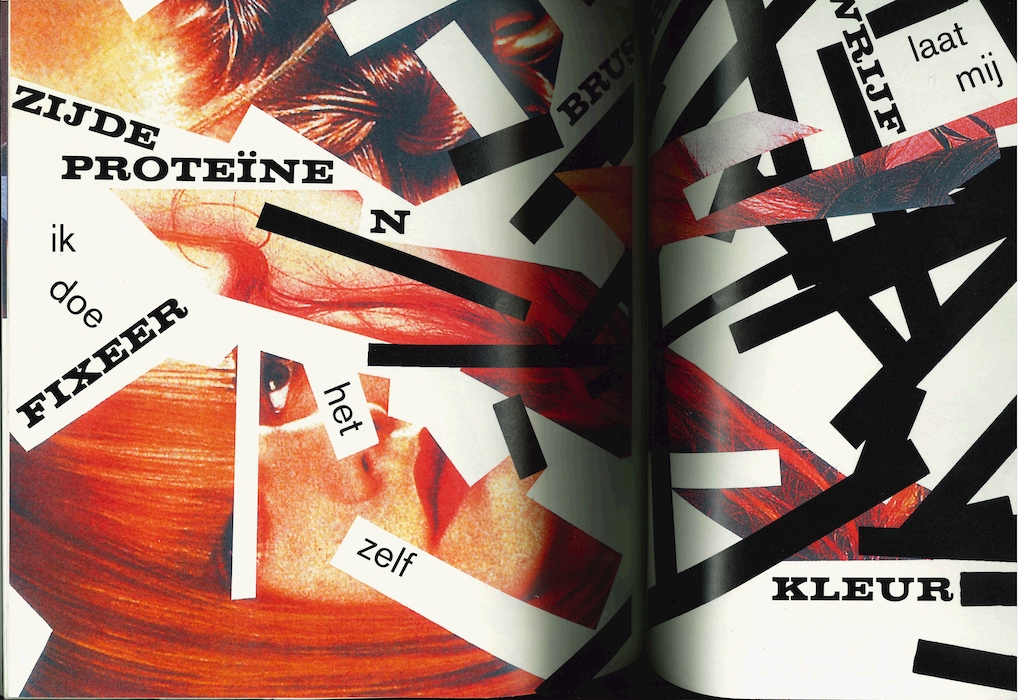 ZIJDE
PROTEÏNE
N
ik
doe
FIXEER
het
zelf
BRUS
WRIJF
laat
mij
KLEUR